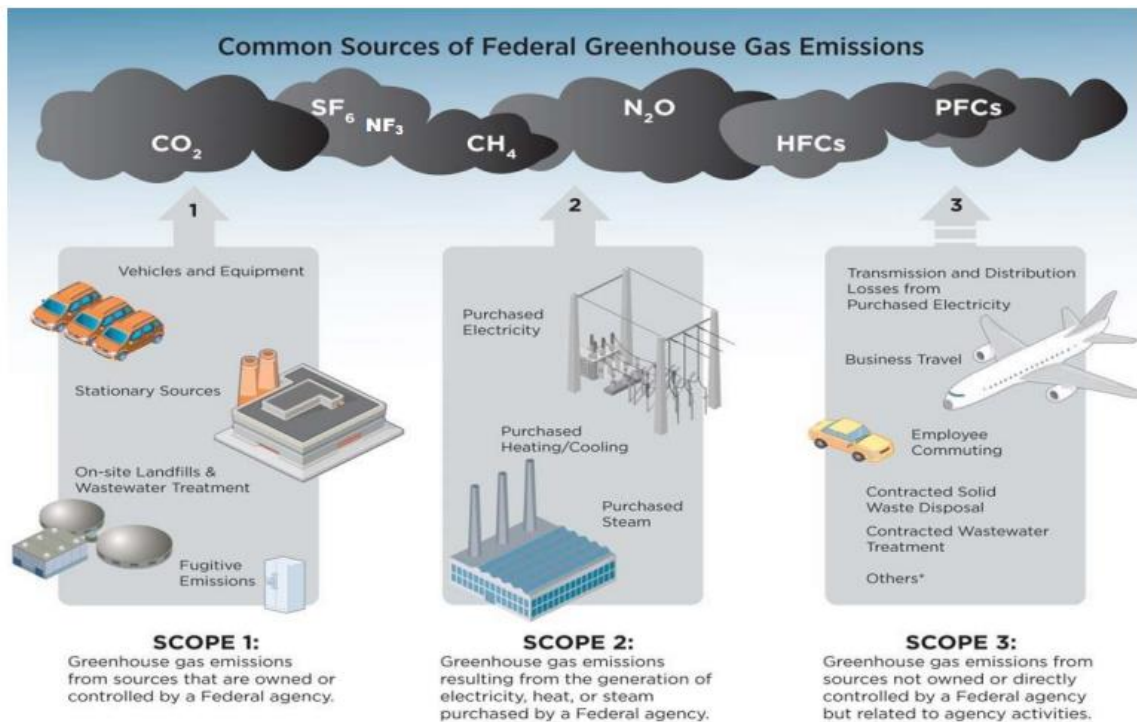 Common Sources of Federal Greenhouse Gas Emissions
CO₂
SF₆
NF₃
CH₄
N₂O
HFCs
PFCs
1
Vehicles and Equipment
Stationary Sources
On-site Landfills &
Wastewater Treatment
Fugitive
Emissions
2
Purchased
Electricity
Purchased
Heating/Cooling
Purchased
Steam
3
Transmission and Distribution
Losses from
Purchased Electricity
Business Travel
Employee
Commuting
Contracted Solid
Waste Disposal
Contracted Wastewater
Treatment
Others*
SCOPE 1:
Greenhouse gas emissions
from sources that are owned or
controlled by a Federal agency.
SCOPE 2:
Greenhouse gas emissions
resulting from the generation of
electricity, heat, or steam
purchased by a Federal agency.
SCOPE 3:
Greenhouse gas emissions from
sources not owned or directly
controlled by a Federal agency
but related to agency activities.